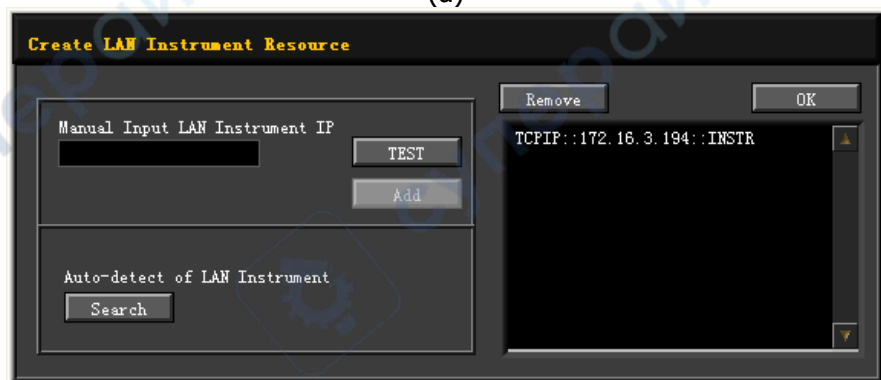 (a)
Create LAN Instrument Resource
Manual Input LAN Instrument IP
TEST
Add
Auto-detect of LAN Instrument
Search
Remove
OK
TCPIP::172.16.3.194::INSTR